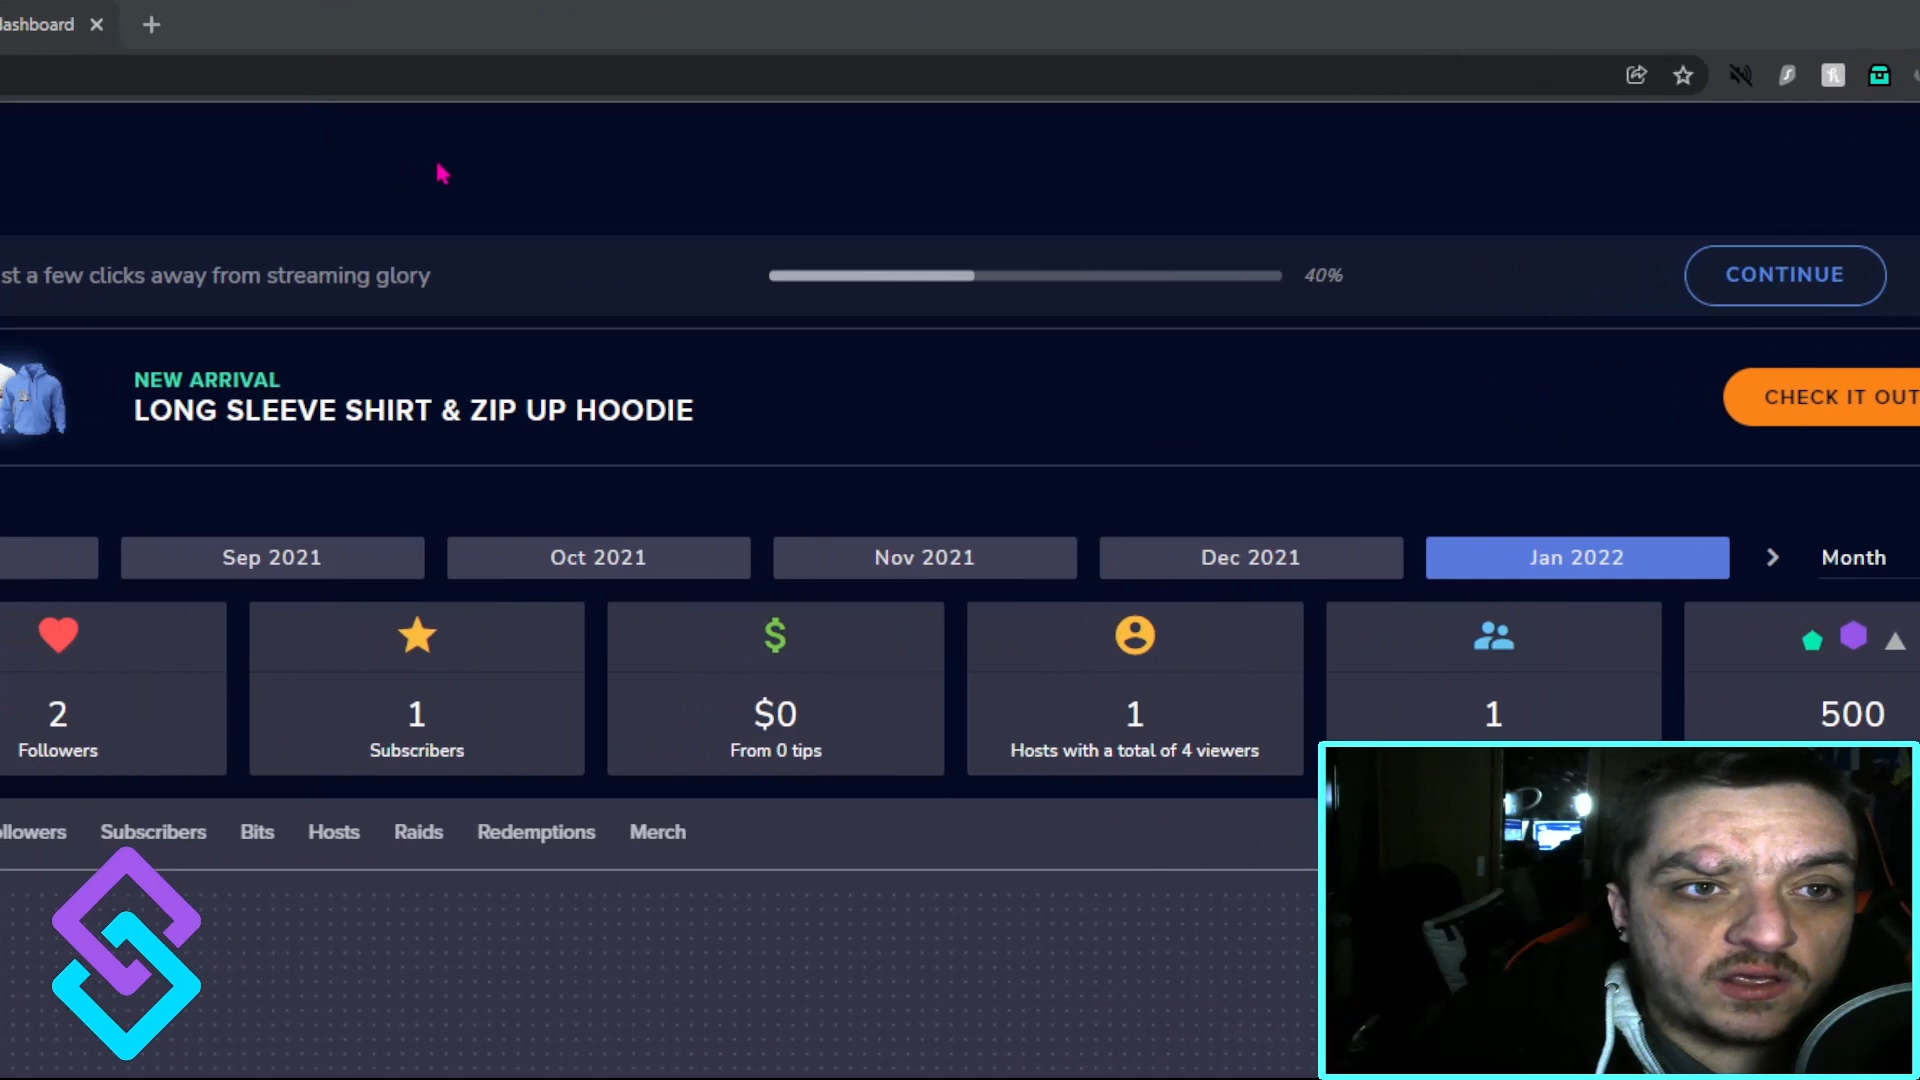 dashboard
st a few clicks away from streaming glory
40%
CONTINUE
NEW ARRIVAL
LONG SLEEVE SHIRT & ZIP UP HOODIE
CHECK IT OUT
Sep 2021
Oct 2021
Nov 2021
Dec 2021
Jan 2022
Month
2
1
$0
1
1
500
Followers
Subscribers
From 0 tips
Hosts with a total of 4 viewers
ollowers
Subscribers
Bits
Hosts
Raids
Redemptions
Merch